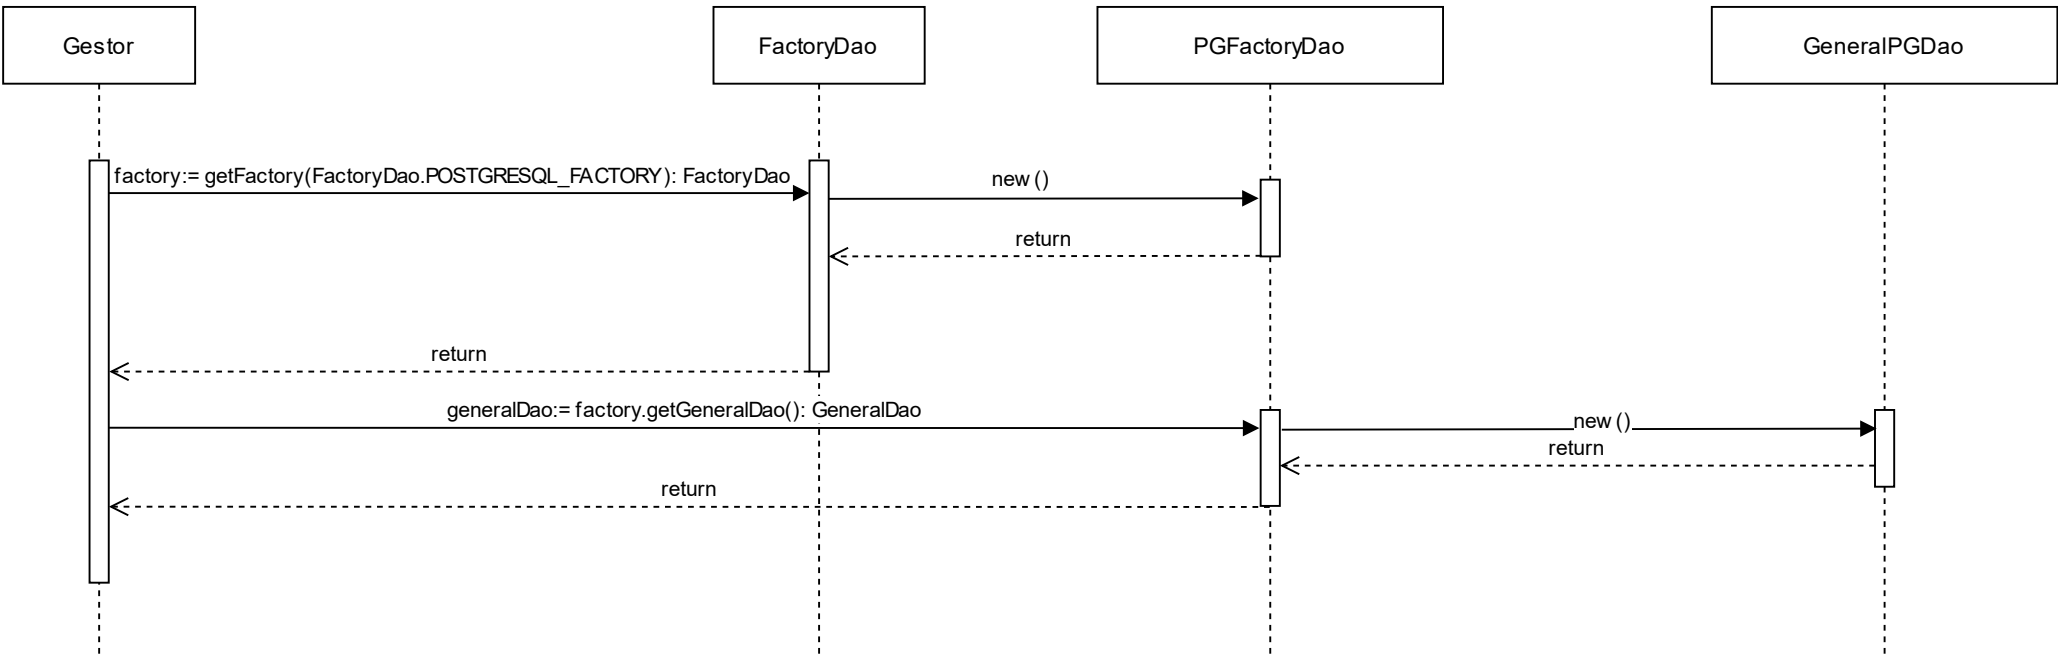 Gestor
FactoryDao
PGFactoryDao
GeneralPGDao
factory:= getFactory(FactoryDao.POSTGRESQL_FACTORY): FactoryDao
new ()
return
return
generalDao:= factory.getGeneralDao(): GeneralDao
new ()
return
return